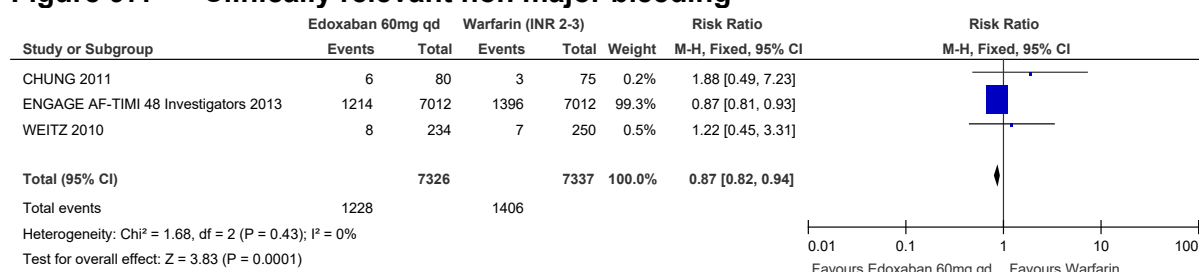 Edoxaban 60mg qd Warfarin (INR 2-3) Risk Ratio Risk Ratio
Study or Subgroup Events Total Events Total Weight M-H, Fixed, 95% CI M-H, Fixed, 95% CI
CHUNG 2011 6 80 3 75 0.2% 1.88 [0.49, 7.23]
ENGAGE AF-TIMI 48 Investigators 2013 1214 7012 1396 7012 99.3% 0.87 [0.81, 0.93]
WEITZ 2010 8 234 7 250 0.5% 1.22 [0.45, 3.31]
Total (95% CI) 7326 7337 100.0% 0.87 [0.82, 0.94]
Total events 1228 1406
Heterogeneity: Chi² = 1.68, df = 2 (P = 0.43); I² = 0%
Test for overall effect: Z = 3.83 (P = 0.0001)
0.01 0.1 1 10 100
Favours Edoxaban 60mg qd Favours Warfarin